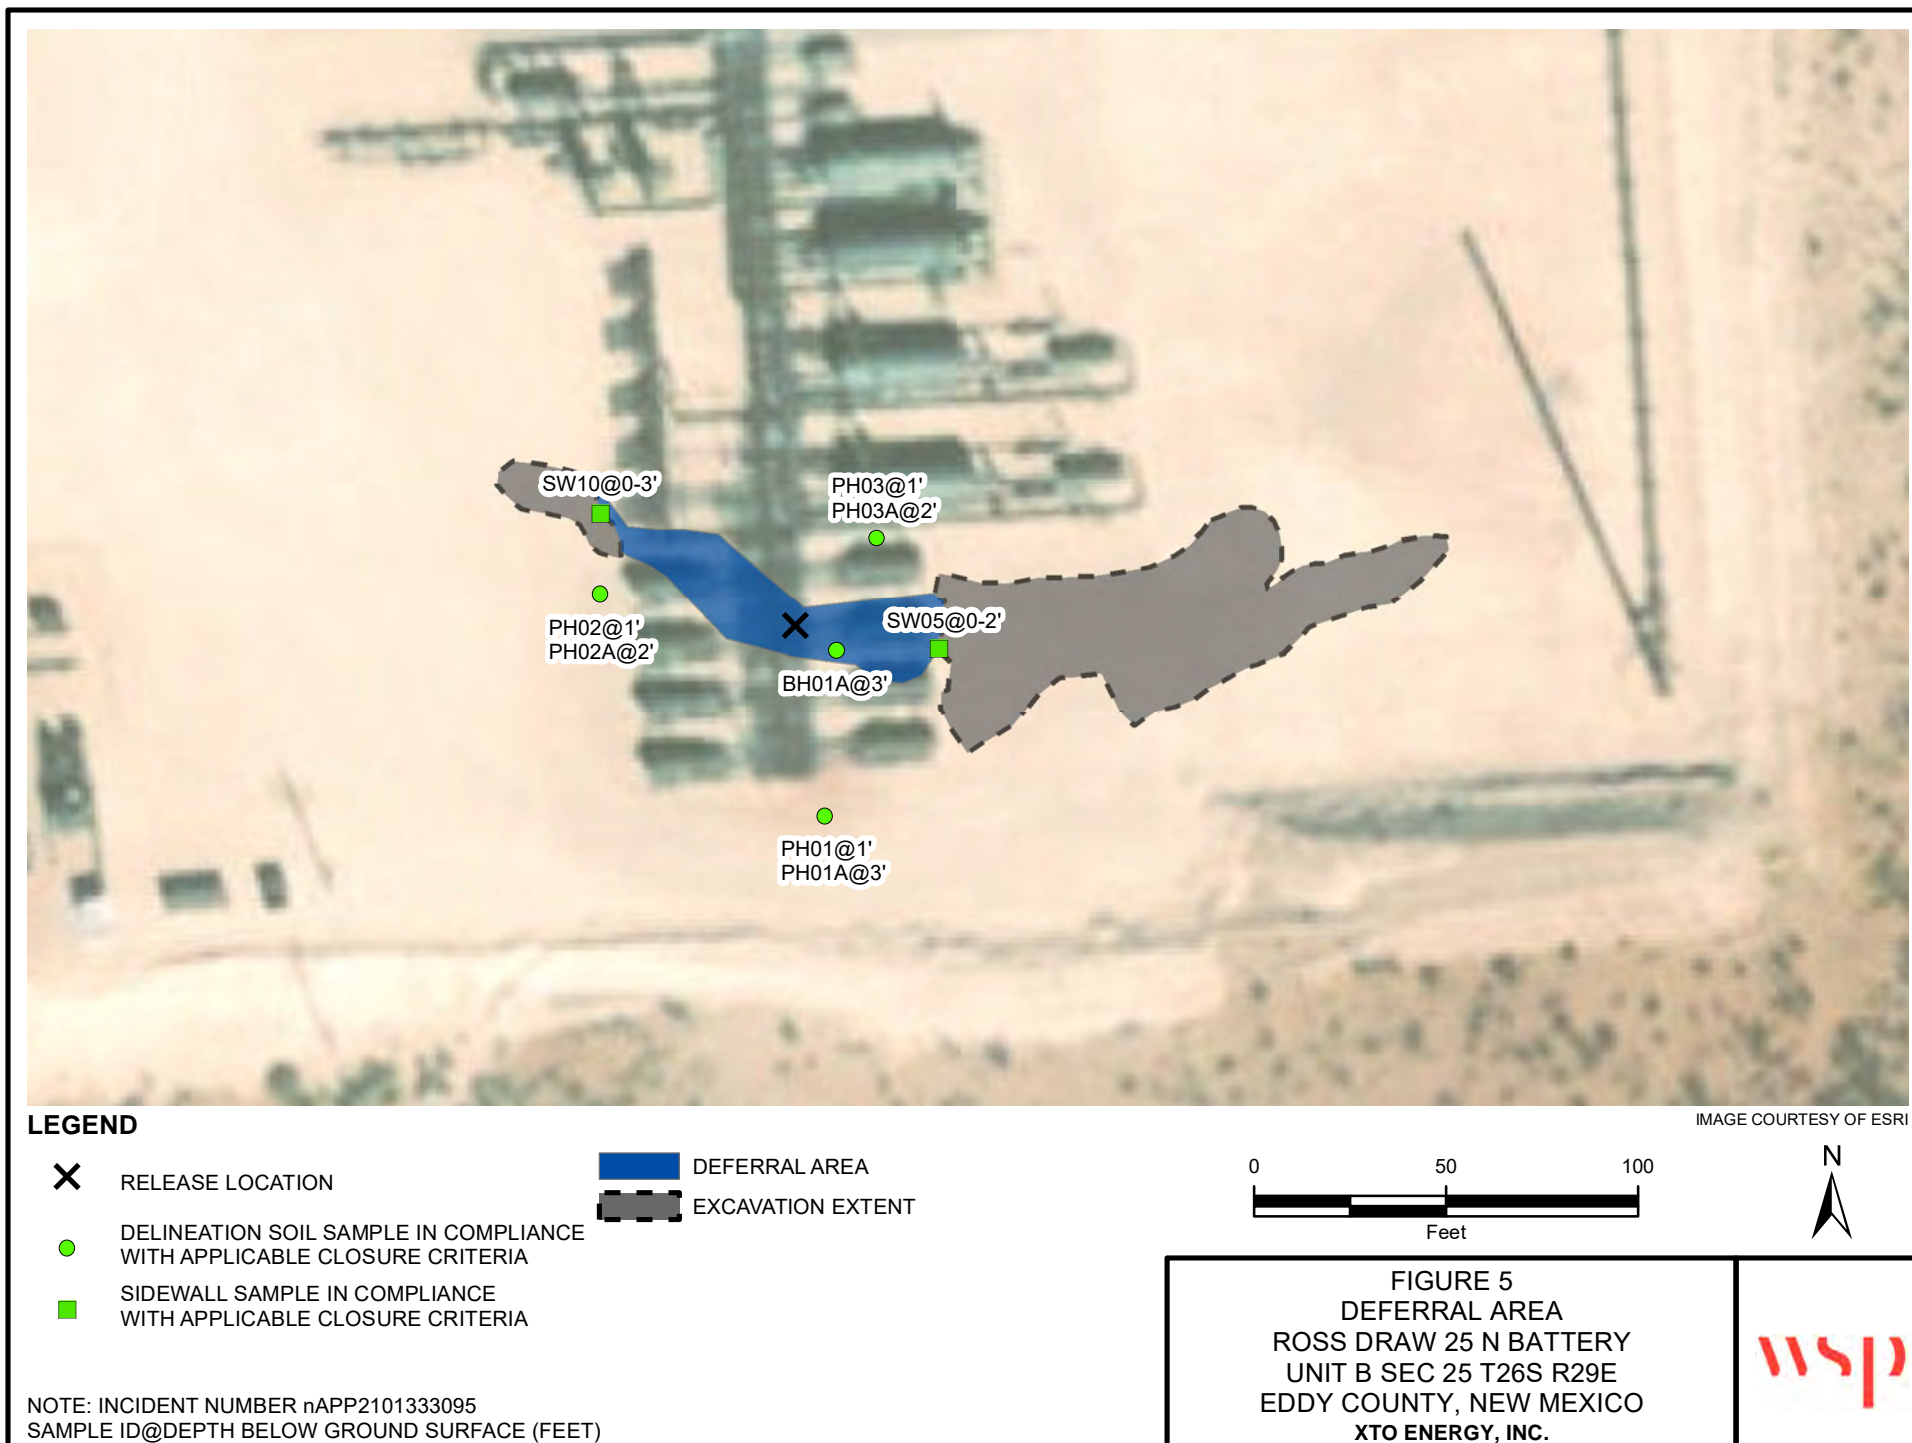 SW10@0-3'
PH03@1'
PH03A@2'
PH02@1'
PH02A@2'
SW05@0-2'
BH01A@3'
PH01@1'
PH01A@3'
IMAGE COURTESY OF ESRI
LEGEND
RELEASE LOCATION
DELINEATION SOIL SAMPLE IN COMPLIANCE
WITH APPLICABLE CLOSURE CRITERIA
SIDEWALL SAMPLE IN COMPLIANCE
WITH APPLICABLE CLOSURE CRITERIA
DEFERRAL AREA
EXCAVATION EXTENT
0 50 100
Feet
N
NOTE: INCIDENT NUMBER nAPP2101333095
SAMPLE ID@DEPTH BELOW GROUND SURFACE (FEET)
FIGURE 5
DEFERRAL AREA
ROSS DRAW 25 N BATTERY
UNIT B SEC 25 T26S R29E
EDDY COUNTY, NEW MEXICO
XTO ENERGY, INC.
wsp